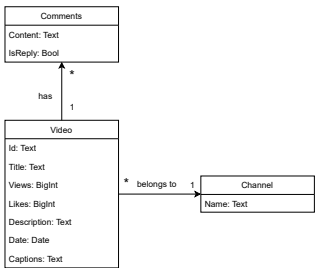 Comments
Content: Text
IsReply: Bool
*
has
1
Video
Id: Text
Title: Text
Views: BigInt
Likes: BigInt
Description: Text
Date: Date
Captions: Text
* belongs to 1
Channel
Name: Text